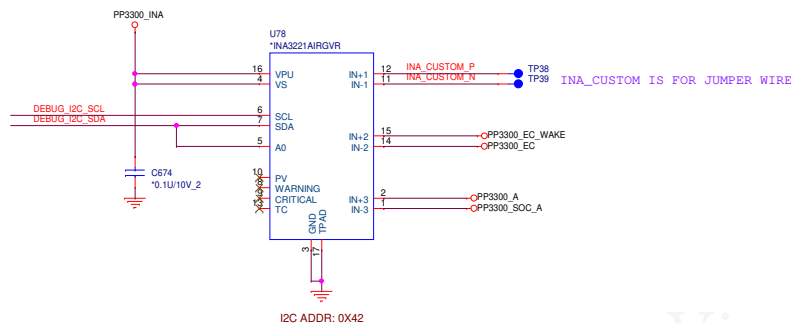 PP3300_INA
U78
*INA3221AIRGVR
16 VPU
4 VS
6 SCL
7 SDA
5 A0
10 PV
WARNING
CRITICAL
13 TC
IN+1 12 INA_CUSTOM_P TP38
IN-1 11 INA_CUSTOM_N TP39
INA_CUSTOM IS FOR JUMPER WIRE
DEBUG_I2C_SCL
DEBUG_I2C_SDA
IN+2 15 PP3300_EC_WAKE
IN-2 14 PP3300_EC
IN+3 2 PP3300_A
IN-3 1 PP3300_SOC_A
C674
*0.1U/10V_2
GND
TPAD
3
17
I2C ADDR: 0X42